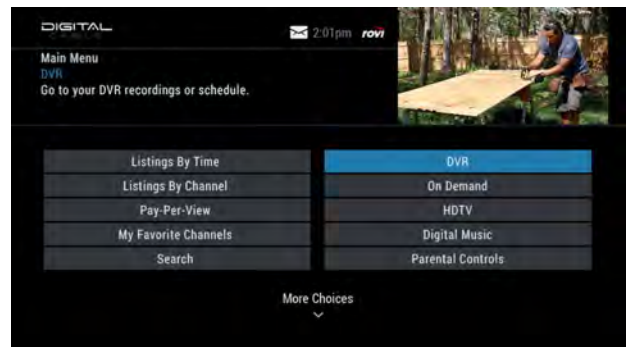 DIGITAL
2:01pm rovi
Main Menu
DVR
Go to your DVR recordings or schedule.
Listings By Time
DVR
Listings By Channel
On Demand
Pay-Per-View
HDTV
My Favorite Channels
Digital Music
Search
Parental Controls
More Choices